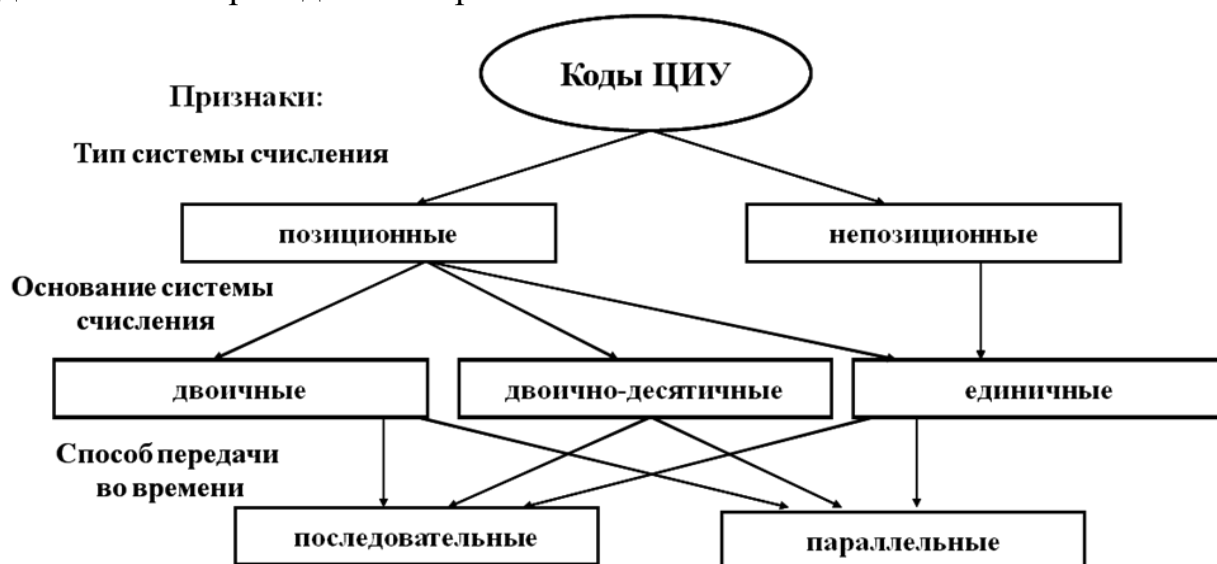 Коды ЦИУ
Признаки:
Тип системы счисления
позиционные
непозиционные
Основание системы
счисления
двоичные
двоично-десятичные
единичные
Способ передачи
во времени
последовательные
параллельные